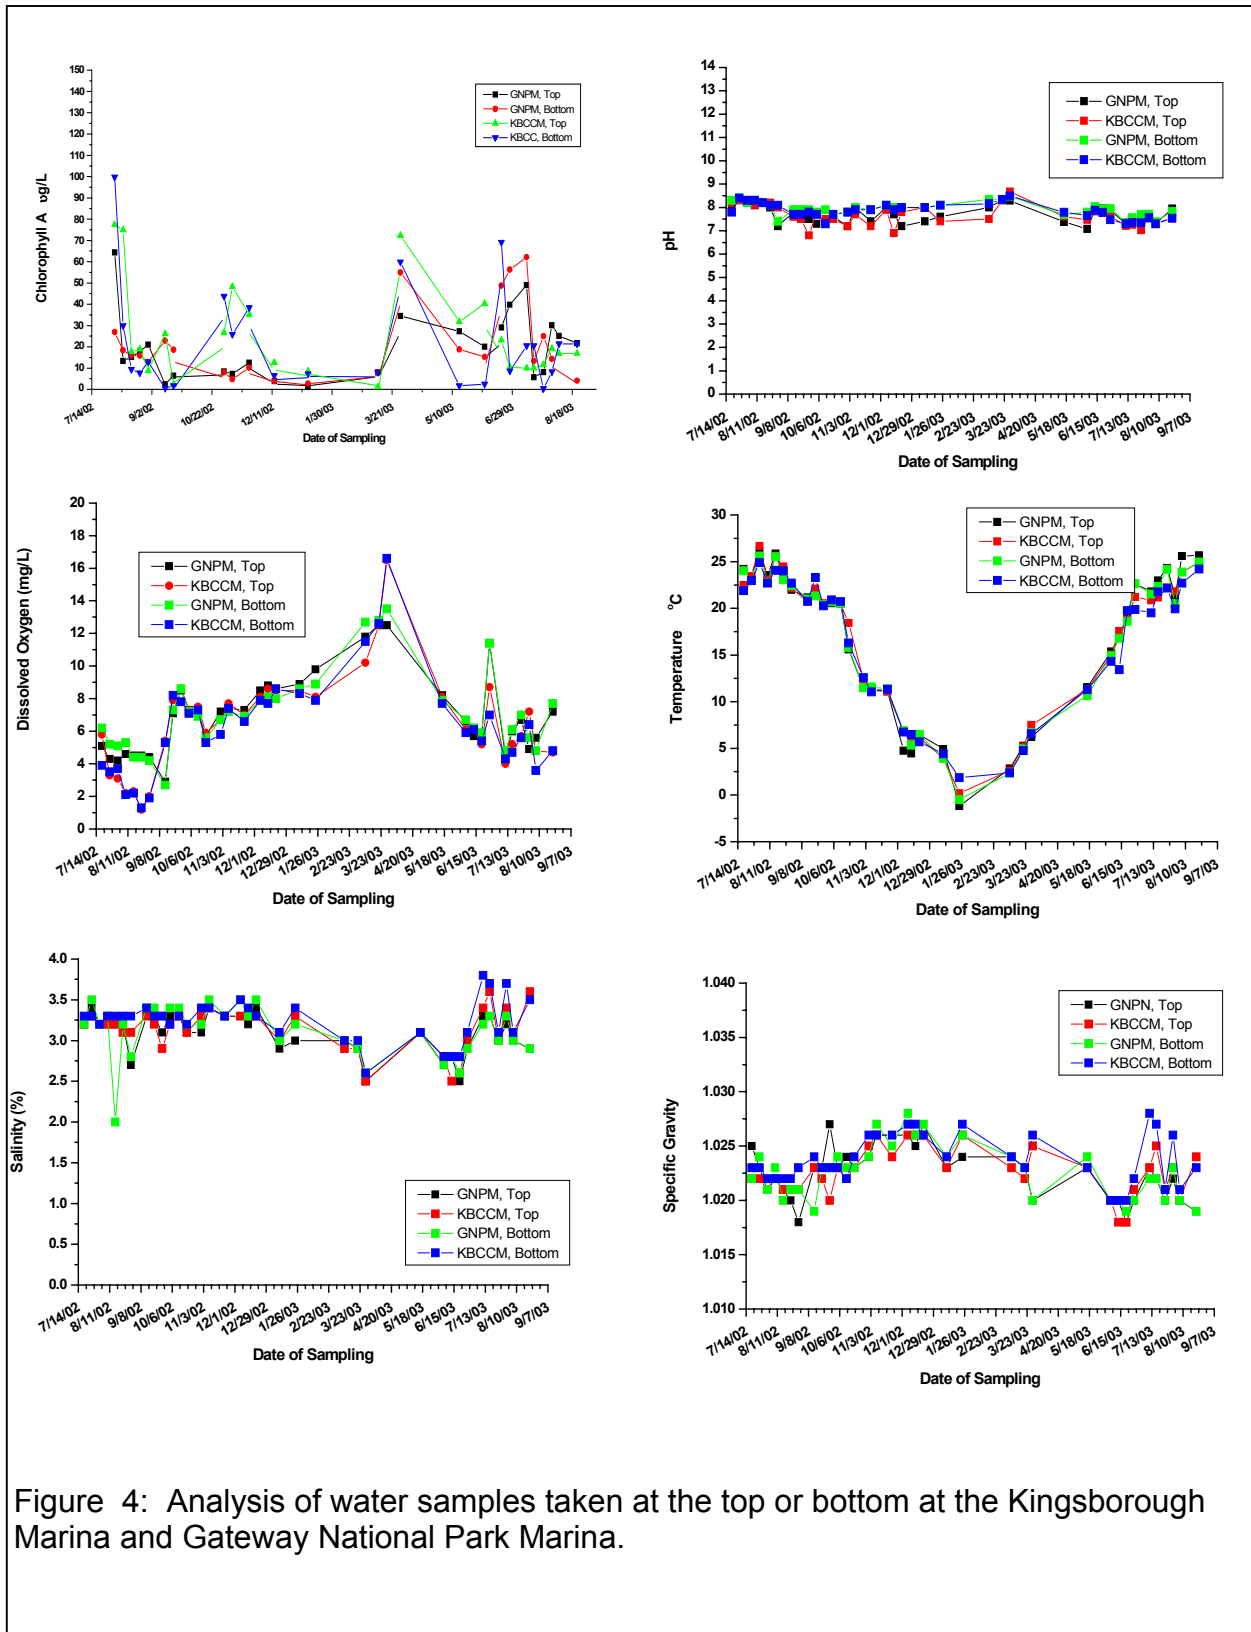 150
140
130
120
110
100
90
80
70
60
50
40
30
20
10
0
Chlorophyll A υg/L
7/14/02 9/2/02 10/22/02 12/11/02 1/30/03 3/21/03 5/10/03 6/29/03 8/18/03
Date of Sampling
GNPM, Top
GNPM, Bottom
KBCCM, Top
KBCC, Bottom
14
13
12
11
10
9
8
7
6
5
4
3
2
1
0
pH
7/14/02 8/11/02 9/8/02 10/6/02 11/3/02 12/1/02 12/29/02 1/26/03 2/23/03 3/23/03 4/20/03 5/18/03 6/15/03 7/13/03 8/10/03 9/7/03
Date of Sampling
GNPM, Top
KBCCM, Top
GNPM, Bottom
KBCCM, Bottom
20
18
16
14
12
10
8
6
4
2
0
Dissolved Oxygen (mg/L)
7/14/02 8/11/02 9/8/02 10/6/02 11/3/02 12/1/02 12/29/02 1/26/03 2/23/03 3/23/03 4/20/03 5/18/03 6/15/03 7/13/03 8/10/03 9/7/03
Date of Sampling
GNPM, Top
KBCCM, Top
GNPM, Bottom
KBCCM, Bottom
30
25
20
15
10
5
0
-5
Temperature °C
7/14/02 8/11/02 9/8/02 10/6/02 11/3/02 12/1/02 12/29/02 1/26/03 2/23/03 3/23/03 4/20/03 5/18/03 6/15/03 7/13/03 8/10/03 9/7/03
Date of Sampling
GNPM, Top
KBCCM, Top
GNPM, Bottom
KBCCM, Bottom
4.0
3.5
3.0
2.5
2.0
1.5
1.0
0.5
0.0
Salinity (%)
7/14/02 8/11/02 9/8/02 10/6/02 11/3/02 12/1/02 12/29/02 1/26/03 2/23/03 3/23/03 4/20/03 5/18/03 6/15/03 7/13/03 8/10/03 9/7/03
Date of Sampling
GNPM, Top
KBCCM, Top
GNPM, Bottom
KBCCM, Bottom
1.040
1.035
1.030
1.025
1.020
1.015
1.010
Specific Gravity
7/14/02 8/11/02 9/8/02 10/6/02 11/3/02 12/1/02 12/29/02 1/26/03 2/23/03 3/23/03 4/20/03 5/18/03 6/15/03 7/13/03 8/10/03 9/7/03
Date of Sampling
GNPN, Top
KBCCM, Top
GNPM, Bottom
KBCCM, Bottom
Figure 4: Analysis of water samples taken at the top or bottom at the Kingsborough
Marina and Gateway National Park Marina.